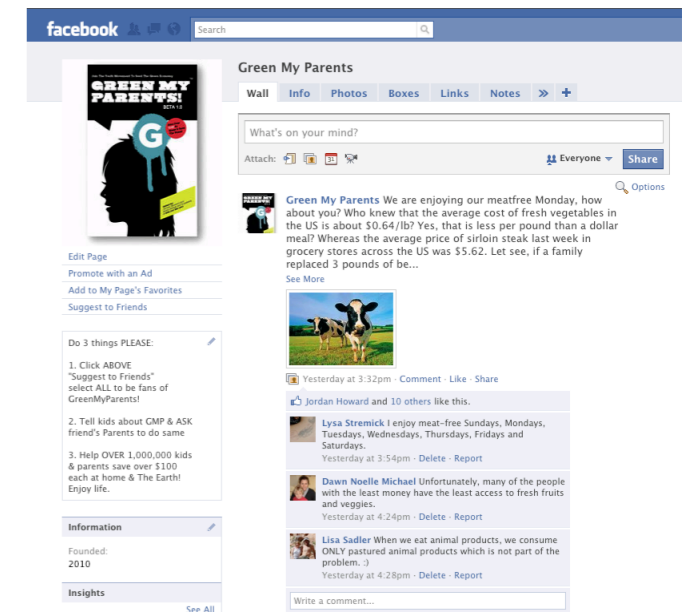 facebook
Search
Green My Parents
Wall Info Photos Boxes Links Notes » +
What's on your mind?
Attach: 31 Everyone Share
Options
GREEN MY
PARENTS!
BETA 1.0
G
Edit Page
Promote with an Ad
Add to My Page's Favorites
Suggest to Friends
Do 3 things PLEASE:
1. Click ABOVE
"Suggest to Friends"
select ALL to be fans of
GreenMyParents!
2. Tell kids about GMP & ASK
friend's Parents to do same
3. Help OVER 1,000,000 kids
& parents save over $100
each at home & The Earth!
Enjoy life.
Information
Founded:
2010
Insights
See All
Green My Parents We are enjoying our meatfree Monday, how
about you? Who knew that the average cost of fresh vegetables in
the US is about $0.64/lb? Yes, that is less per pound than a dollar
meal? Whereas the average price of sirloin steak last week in
grocery stores across the US was $5.62. Let see, if a family
replaced 3 pounds of be...
See More
Yesterday at 3:32pm · Comment · Like · Share
Jordan Howard and 10 others like this.
Lysa Stremick I enjoy meat-free Sundays, Mondays,
Tuesdays, Wednesdays, Thursdays, Fridays and
Saturdays.
Yesterday at 3:54pm · Delete · Report
Dawn Noelle Michael Unfortunately, many of the people
with the least money have the least access to fresh fruits
and veggies.
Yesterday at 4:24pm · Delete · Report
Lisa Sadler When we eat animal products, we consume
ONLY pastured animal products which is not part of the
problem. :)
Yesterday at 4:28pm · Delete · Report
Write a comment...